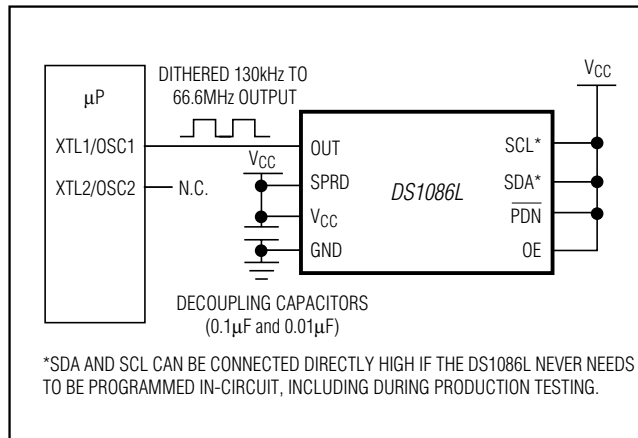 μP
XTL1/OSC1
XTL2/OSC2
N.C.
DITHERED 130kHz TO
66.6MHz OUTPUT
VCC
OUT
SPRD
VCC
GND
DS1086L
SCL*
SDA*
PDN
OE
VCC
DECOUPLING CAPACITORS
(0.1μF and 0.01μF)
*SDA AND SCL CAN BE CONNECTED DIRECTLY HIGH IF THE DS1086L NEVER NEEDS
TO BE PROGRAMMED IN-CIRCUIT, INCLUDING DURING PRODUCTION TESTING.